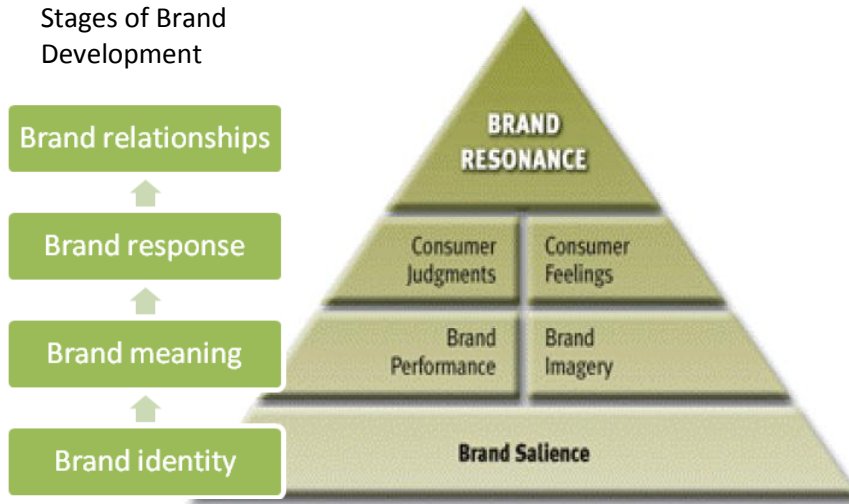 Stages of Brand
Development
Brand relationships
Brand response
Brand meaning
Brand identity
BRAND
RESONANCE
Consumer
Judgments
Consumer
Feelings
Brand
Performance
Brand
Imagery
Brand Salience